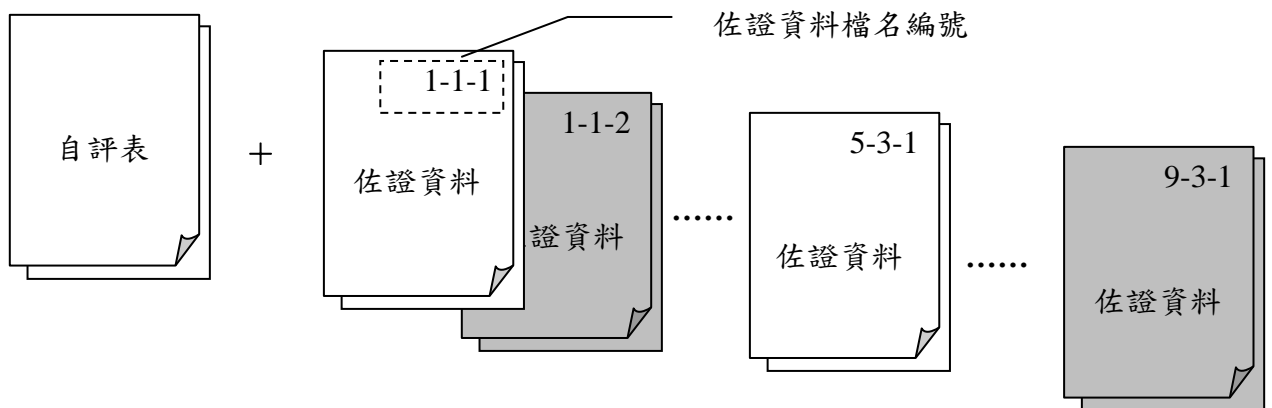 佐證資料檔名編號
自評表
+
1-1-1
佐證資料
1-1-2
證資料
……
5-3-1
佐證資料
……
9-3-1
佐證資料